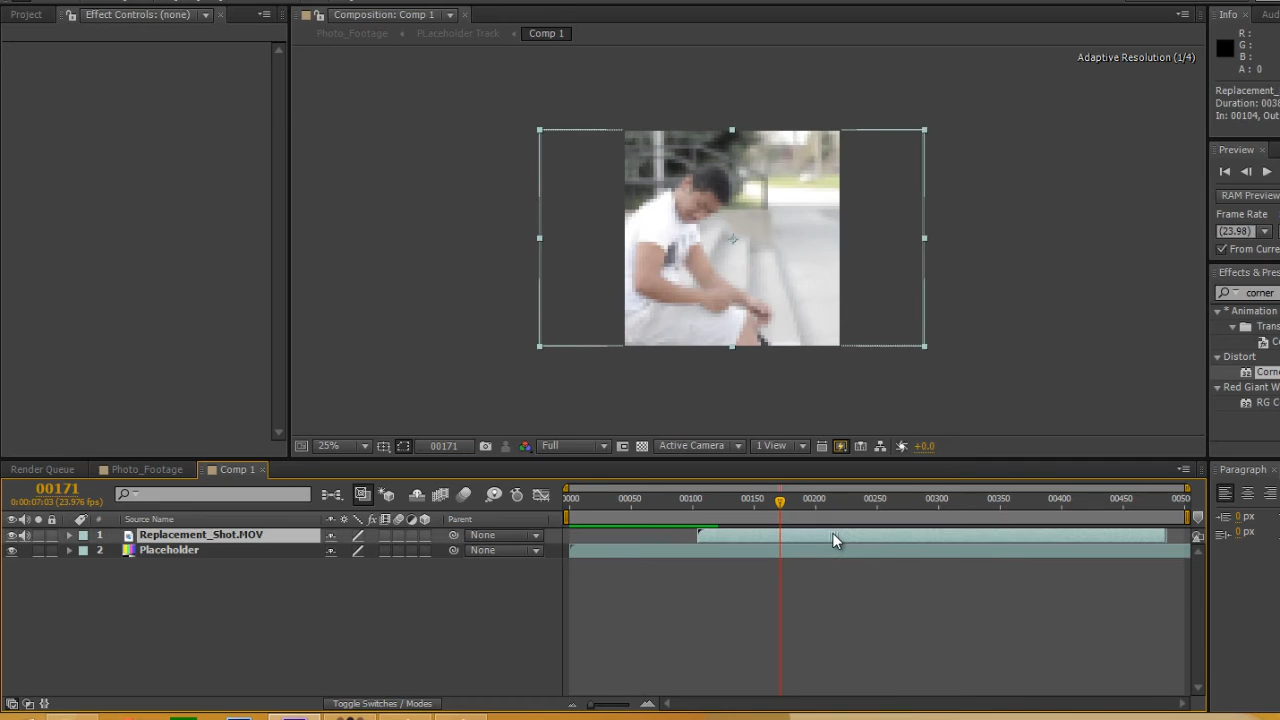 Project
Effect Controls: (none)
Composition: Comp 1
Info
Photo_Footage
PLaceholder Track
Comp 1
Adaptive Resolution (1/4)
R :
G :
B :
A : 0
Replacement_
In: 00104, Out
Preview
RAM Preview
Frame Rate
(23.98)
From Curre
Effects & Pres
corner
* Animation
Trans
Distort
Corne
Red Giant W
RG C
25%
00171
Full
Active Camera
1 View
+0.0
Render Queue
Photo_Footage
Comp 1
Paragraph
00171
0:00:07:03 (23.976 fps)
0000
00050
00100
00150
00200
00250
00300
00350
00400
00450
0050
#
Source Name
fx
Parent
1
Replacement_Shot.MOV
None
2
Placeholder
None
0 px
0 px
Toggle Switches / Modes